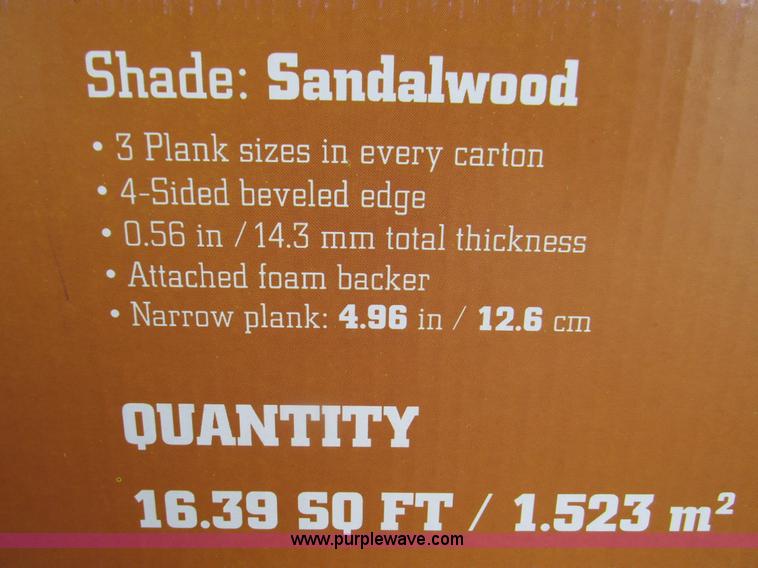 Shade: Sandalwood
• 3 Plank sizes in every carton
• 4-Sided beveled edge
• 0.56 in / 14.3 mm total thickness
• Attached foam backer
• Narrow plank: 4.96 in / 12.6 cm
QUANTITY
16.39 SQ FT / 1.523 m²
www.purplewave.com